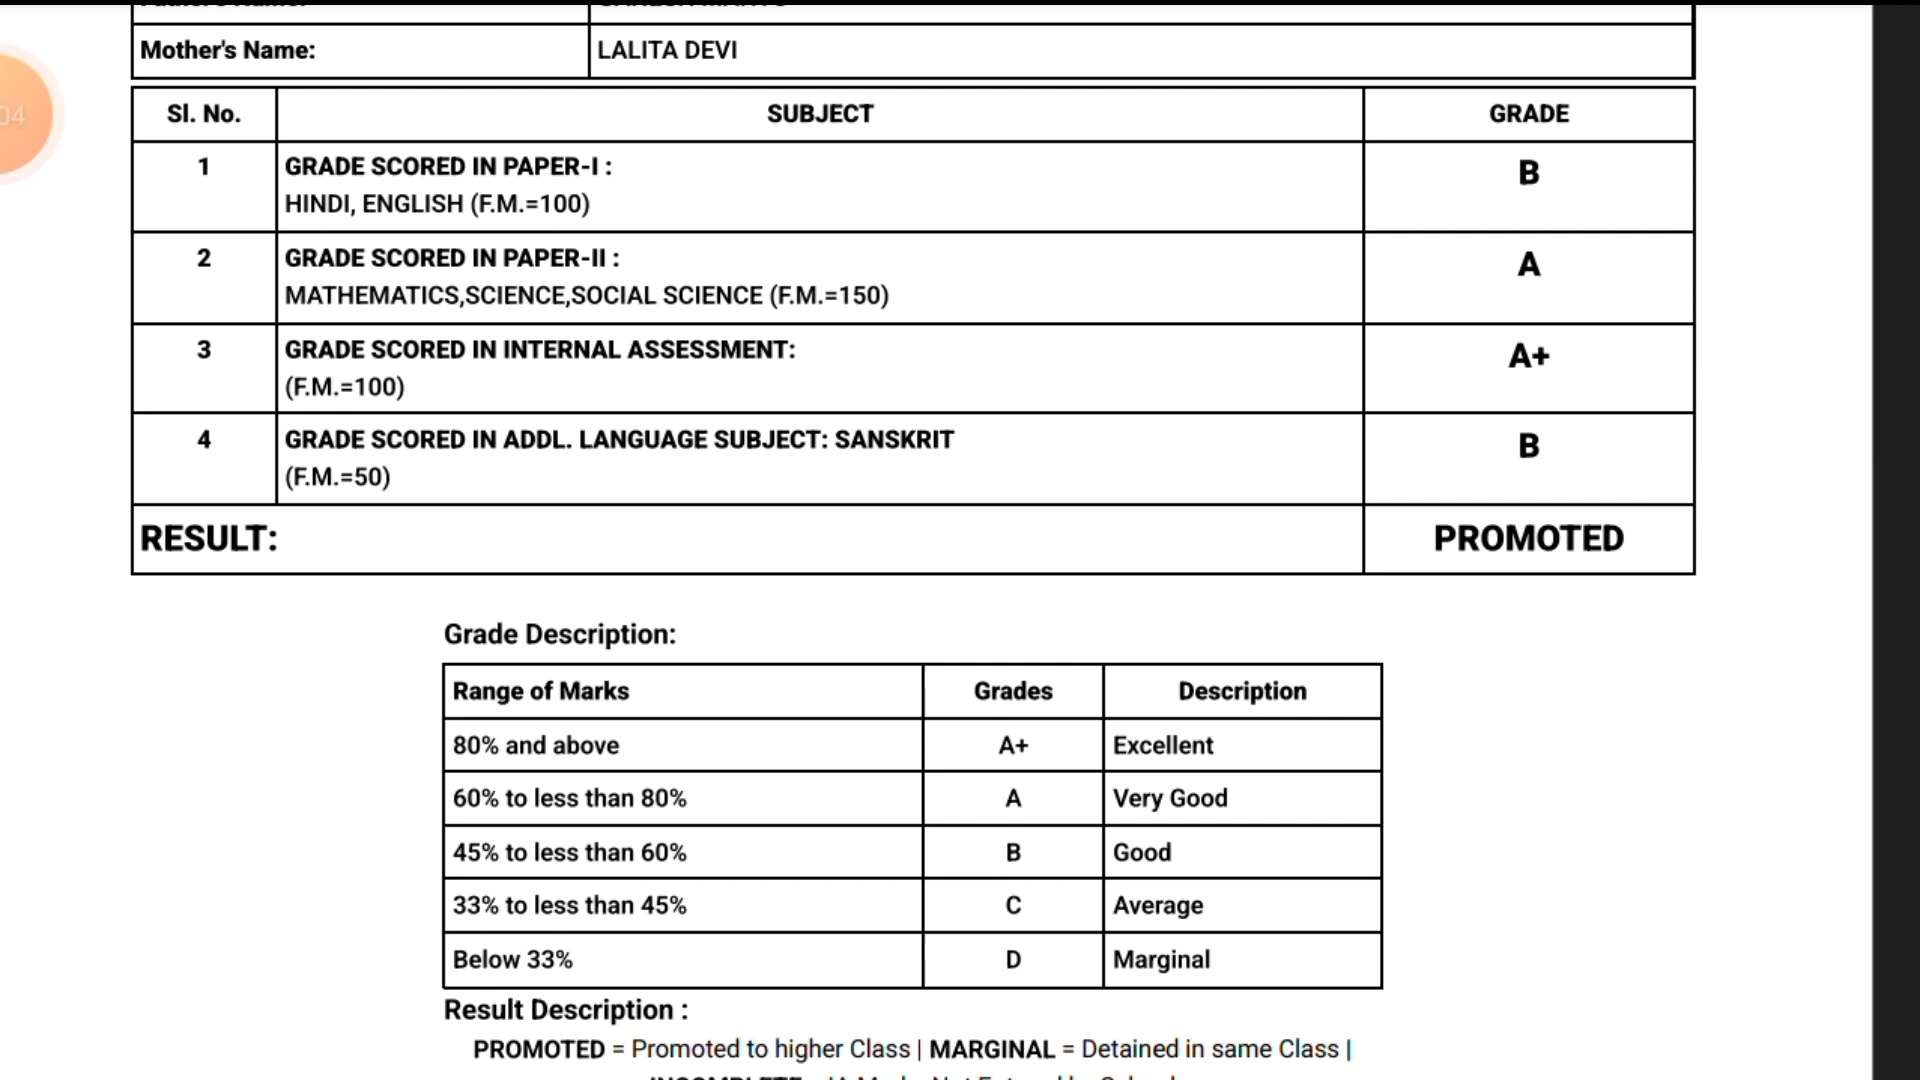 Mother's Name: LALITA DEVI
Sl. No. SUBJECT GRADE
1 GRADE SCORED IN PAPER-I : B
HINDI, ENGLISH (F.M.=100)
2 GRADE SCORED IN PAPER-II : A
MATHEMATICS,SCIENCE,SOCIAL SCIENCE (F.M.=150)
3 GRADE SCORED IN INTERNAL ASSESSMENT: A+
(F.M.=100)
4 GRADE SCORED IN ADDL. LANGUAGE SUBJECT: SANSKRIT B
(F.M.=50)
RESULT: PROMOTED
Grade Description:
Range of Marks Grades Description
80% and above A+ Excellent
60% to less than 80% A Very Good
45% to less than 60% B Good
33% to less than 45% C Average
Below 33% D Marginal
Result Description :
PROMOTED = Promoted to higher Class | MARGINAL = Detained in same Class |
04